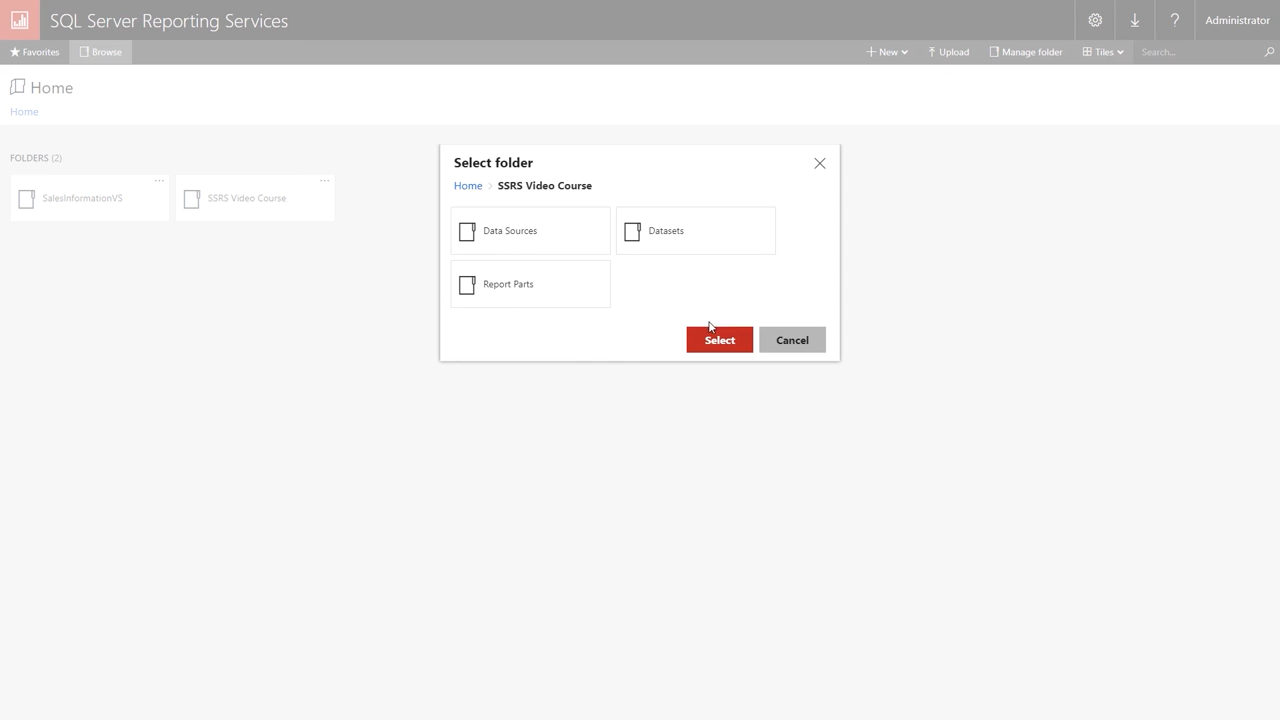 SQL Server Reporting Services
?
Administrator
Favorites
Browse
New
Upload
Manage folder
Tiles
Search...
Home
Home
FOLDERS (2)
SalesInformationVS
...
SSRS Video Course
...
Select folder
Home > SSRS Video Course
Data Sources
Datasets
Report Parts
Select
Cancel